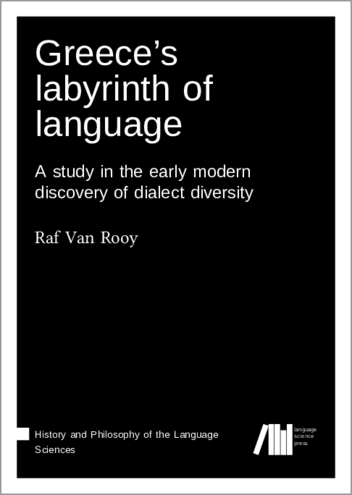 Greece’s
labyrinth of
language
A study in the early modern
discovery of dialect diversity
Raf Van Rooy
History and Philosophy of the Language
Sciences
language
science
press